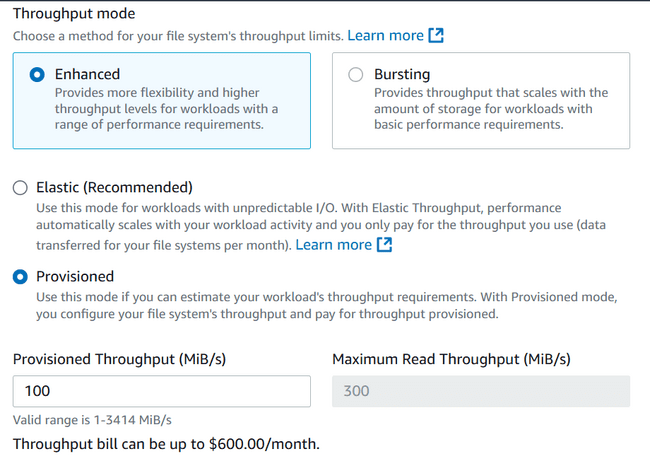 Throughput mode
Choose a method for your file system's throughput limits. Learn more
Enhanced
Provides more flexibility and higher
throughput levels for workloads with a
range of performance requirements.
Bursting
Provides throughput that scales with the
amount of storage for workloads with
basic performance requirements.
Elastic (Recommended)
Use this mode for workloads with unpredictable I/O. With Elastic Throughput, performance
automatically scales with your workload activity and you only pay for the throughput you use (data
transferred for your file systems per month). Learn more
Provisioned
Use this mode if you can estimate your workload's throughput requirements. With Provisioned mode,
you configure your file system's throughput and pay for throughput provisioned.
Provisioned Throughput (MiB/s)
100
Valid range is 1-3414 MiB/s
Maximum Read Throughput (MiB/s)
300
Throughput bill can be up to $600.00/month.